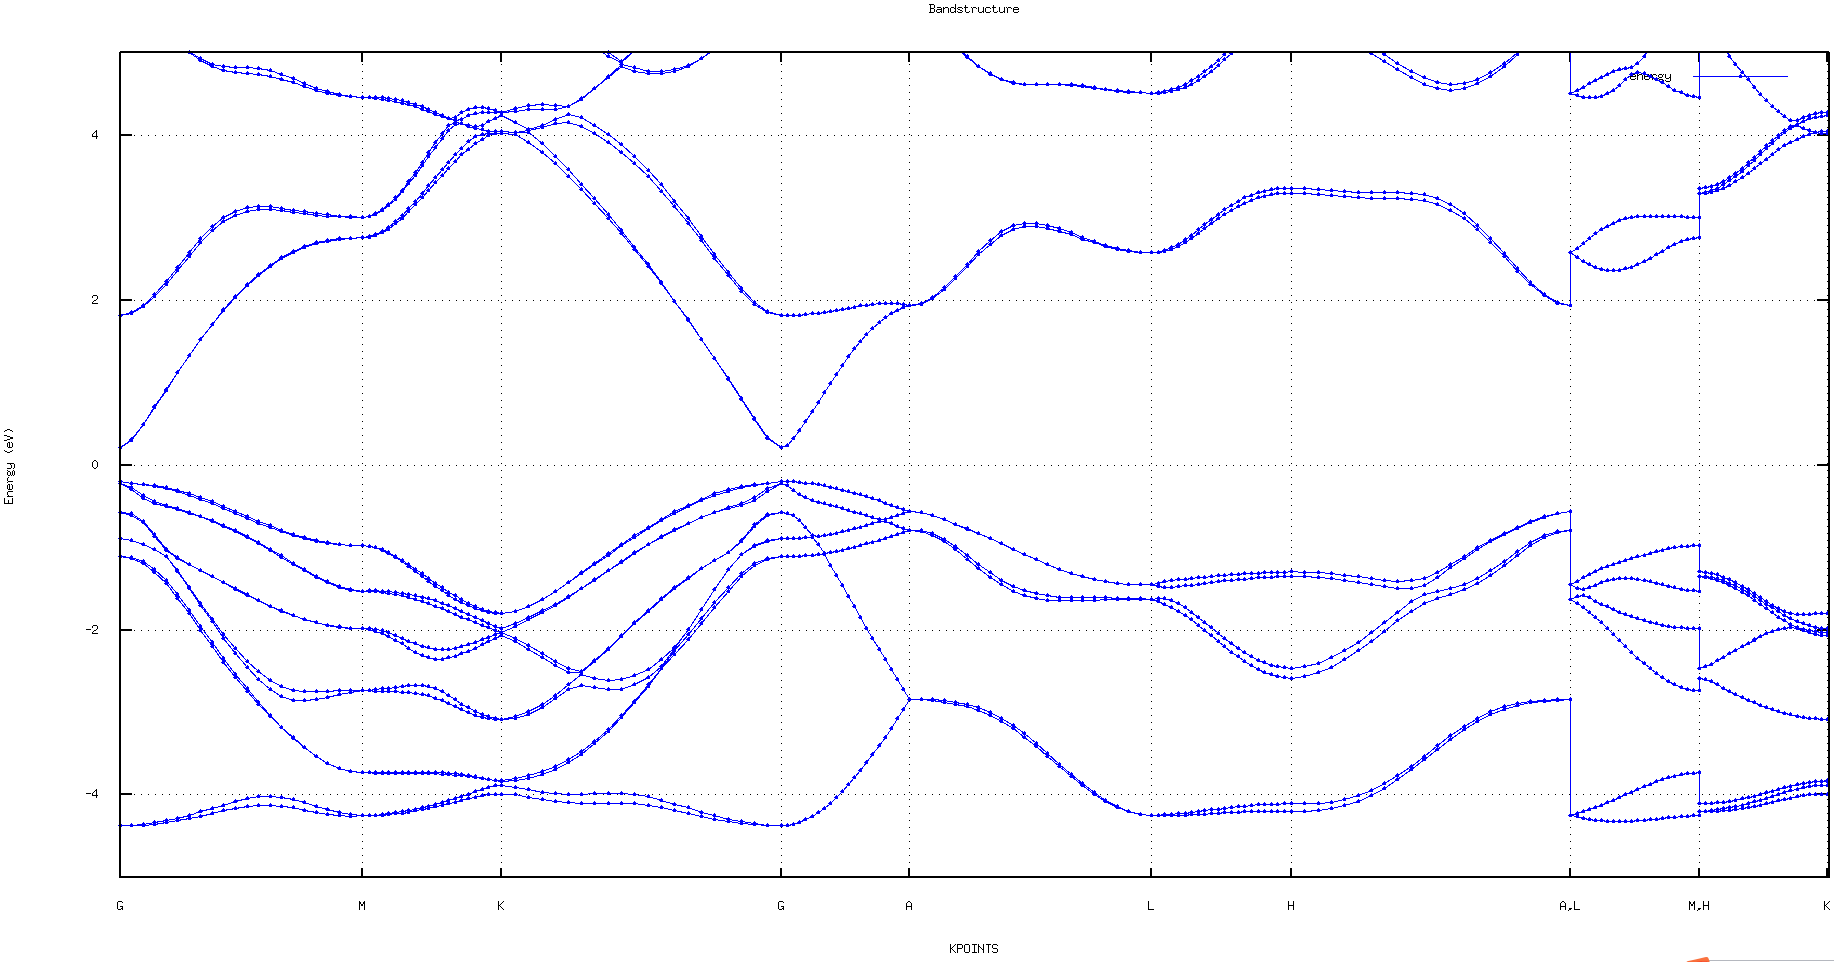 Bandstructure
energy
4
2
0
-2
-4
Energy (eV)
G M K G A L H A,L M,H K
KPOINTS